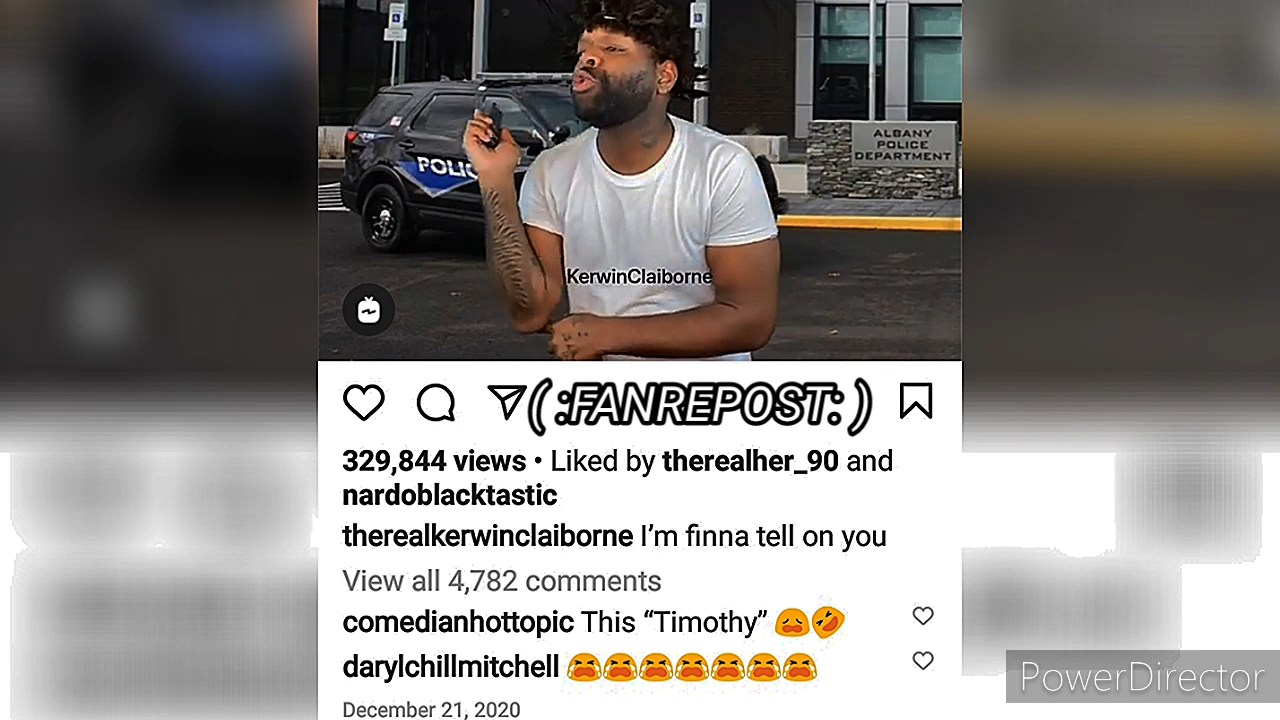 ALBANY
POLICE
DEPARTMENT
POLIC
KerwinClaiborne
( :FANREPOST: )
329,844 views • Liked by therealher_90 and
nardoblacktastic
therealkerwinclaiborne I’m finna tell on you
View all 4,782 comments
comedianhottopic This “Timothy” 😩🤣
darylchillmitchell 😫😫😫😫😫😫😫
December 21, 2020
PowerDirector